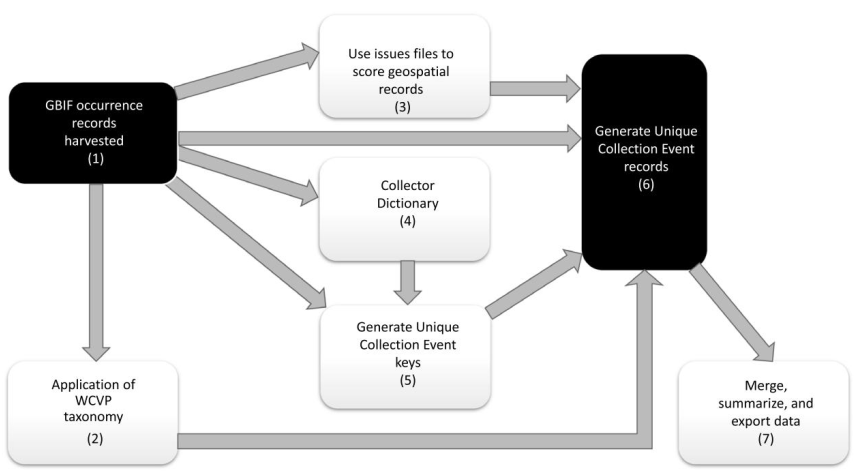 GBIF occurrence
records
harvested
(1)
Use issues files to
score geospatial
records
(3)
Generate Unique
Collection Event
records
(6)
Collector
Dictionary
(4)
Generate Unique
Collection Event
keys
(5)
Application of
WCVP
taxonomy
(2)
Merge,
summarize, and
export data
(7)